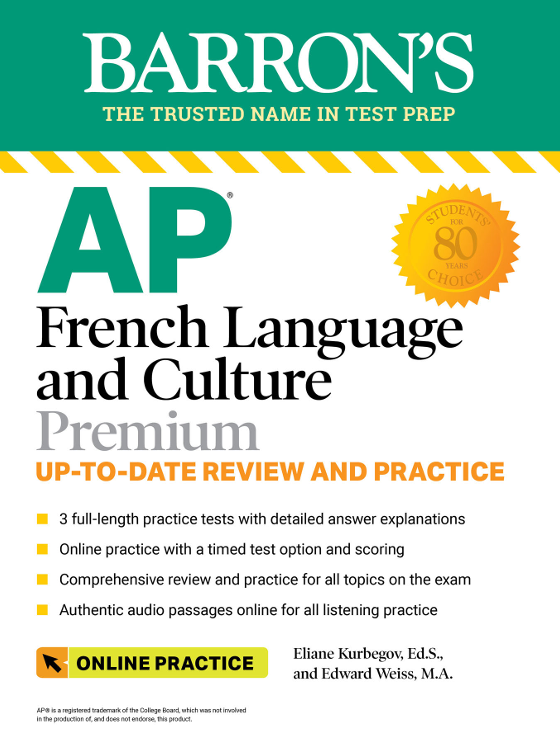 BARRON'S
THE TRUSTED NAME IN TEST PREP
AP®
STUDENTS'
FOR
80
YEARS
CHOICE
French Language
and Culture
Premium
UP-TO-DATE REVIEW AND PRACTICE
3 full-length practice tests with detailed answer explanations
Online practice with a timed test option and scoring
Comprehensive review and practice for all topics on the exam
Authentic audio passages online for all listening practice
ONLINE PRACTICE
Eliane Kurbegov, Ed.S.,
and Edward Weiss, M.A.
AP® is a registered trademark of the College Board, which was not involved
in the production of, and does not endorse, this product.